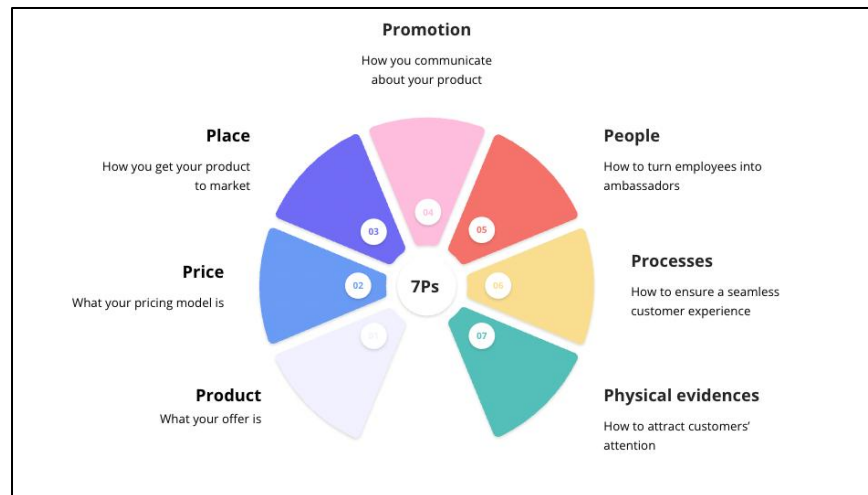 Promotion
How you communicate
about your product
Place
How you get your product
to market
People
How to turn employees into
ambassadors
04
03
05
Price
What your pricing model is
02
7Ps
06
Processes
How to ensure a seamless
customer experience
01
07
Product
What your offer is
Physical evidences
How to attract customers’
attention